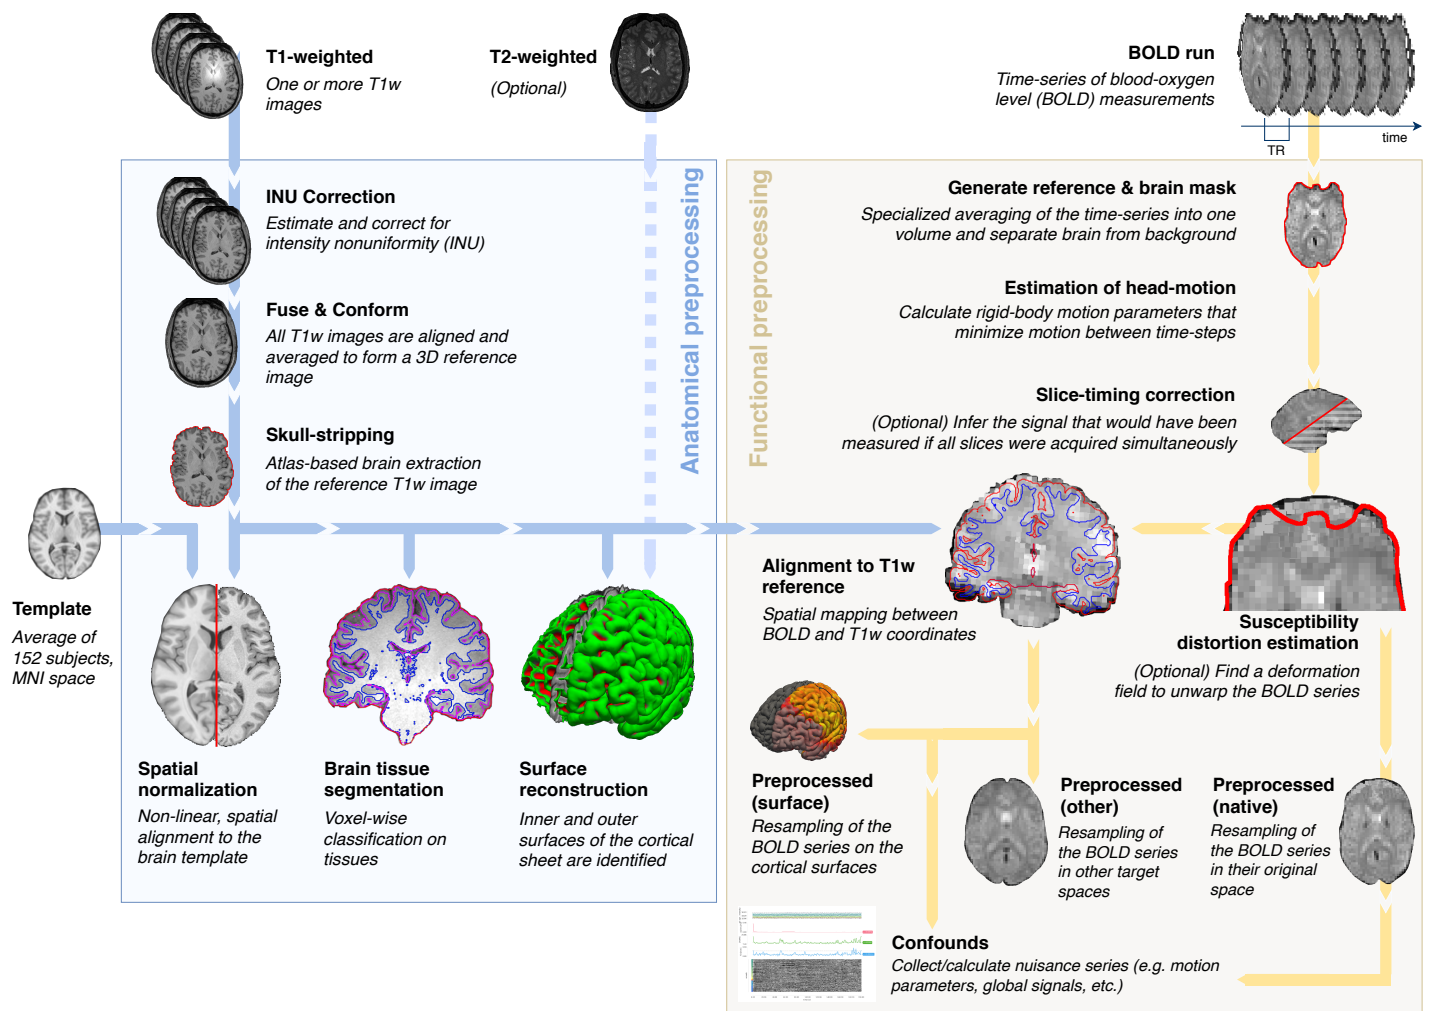 T1-weighted
One or more T1w
images
T2-weighted
(Optional)
BOLD run
Time-series of blood-oxygen
level (BOLD) measurements
time
TR
Anatomical preprocessing
INU Correction
Estimate and correct for
intensity nonuniformity (INU)
Fuse & Conform
All T1w images are aligned and
averaged to form a 3D reference
image
Skull-stripping
Atlas-based brain extraction
of the reference T1w image
Template
Average of
152 subjects,
MNI space
Spatial
normalization
Non-linear, spatial
alignment to the
brain template
Brain tissue
segmentation
Voxel-wise
classification on
tissues
Surface
reconstruction
Inner and outer
surfaces of the cortical
sheet are identified
Functional preprocessing
Generate reference & brain mask
Specialized averaging of the time-series into one
volume and separate brain from background
Estimation of head-motion
Calculate rigid-body motion parameters that
minimize motion between time-steps
Slice-timing correction
(Optional) Infer the signal that would have been
measured if all slices were acquired simultaneously
Alignment to T1w
reference
Spatial mapping between
BOLD and T1w coordinates
Susceptibility
distortion estimation
(Optional) Find a deformation
field to unwarp the BOLD series
Preprocessed
(surface)
Resampling of the
BOLD series on the
cortical surfaces
Preprocessed
(other)
Resampling of
the BOLD series
in other target
spaces
Preprocessed
(native)
Resampling of
the BOLD series
in their original
space
Confounds
Collect/calculate nuisance series (e.g. motion
parameters, global signals, etc.)